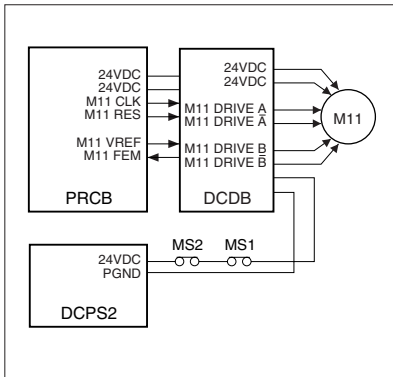 24VDC
24VDC
M11 CLK
M11 RES
M11 VREF
M11 FEM
PRCB
24VDC
24VDC
M11 DRIVE A
M11 DRIVE A̅
M11 DRIVE B
M11 DRIVE B̅
DCDB
M11
MS2
MS1
24VDC
PGND
DCPS2